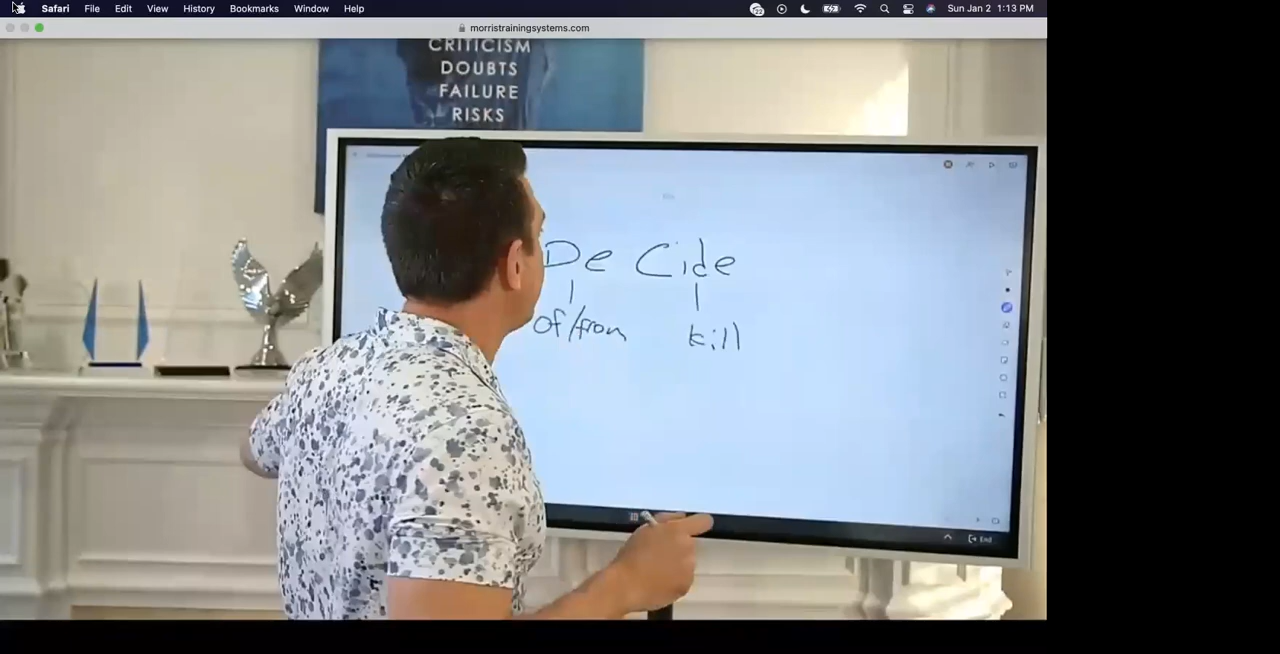 Safari File Edit View History Bookmarks Window Help Sun Jan 2 1:13 PM
morristrainingsystems.com
CRITICISM
DOUBTS
FAILURE
RISKS
De Cide
of/from kill
End